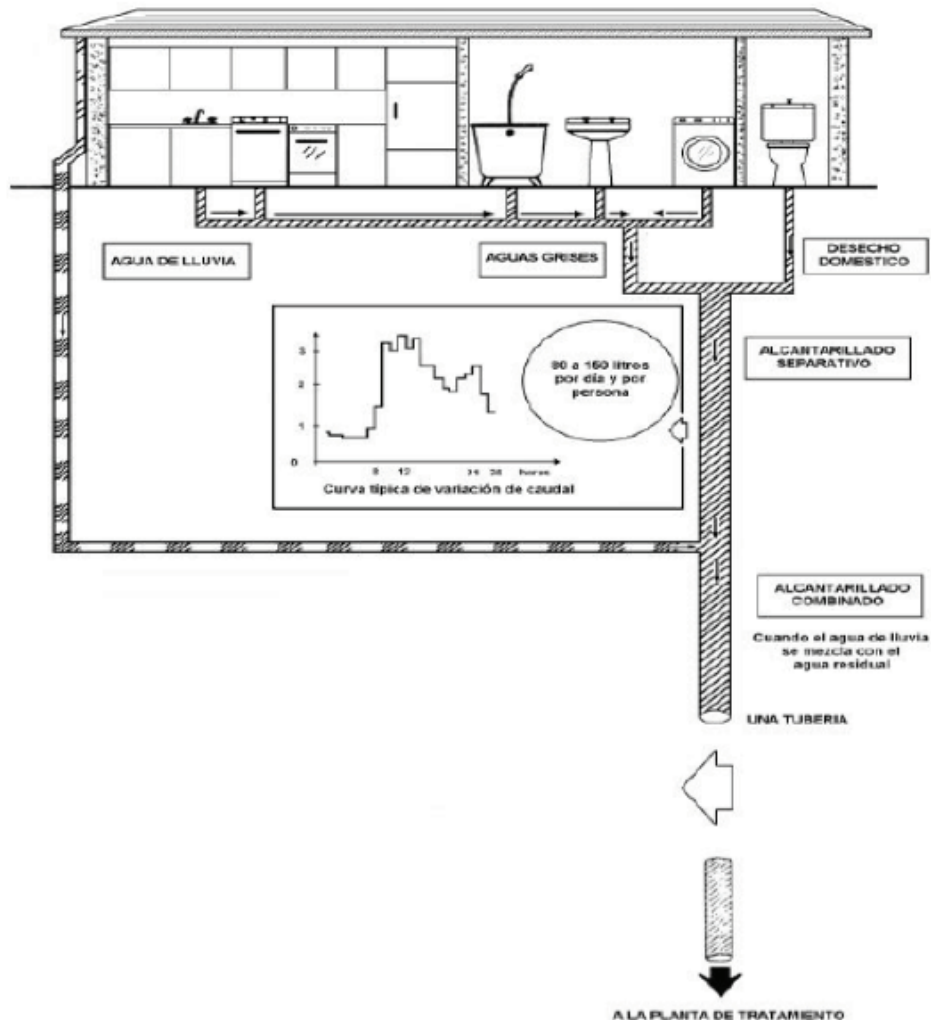 AGUA DE LLUVIA
AGUAS GRISES
DESECHO
DOMESTICO
ALCANTARILLADO
SEPARATIVO
3
2
1
0
8 12
horas
Curva típica de variación de caudal
a 150 litros
por día y por
persona
ALCANTARILLADO
COMBINADO
Cuando el agua de lluvia
se mezcla con el
agua residual
UNA TUBERIA
A LA PLANTA DE TRATAMIENTO